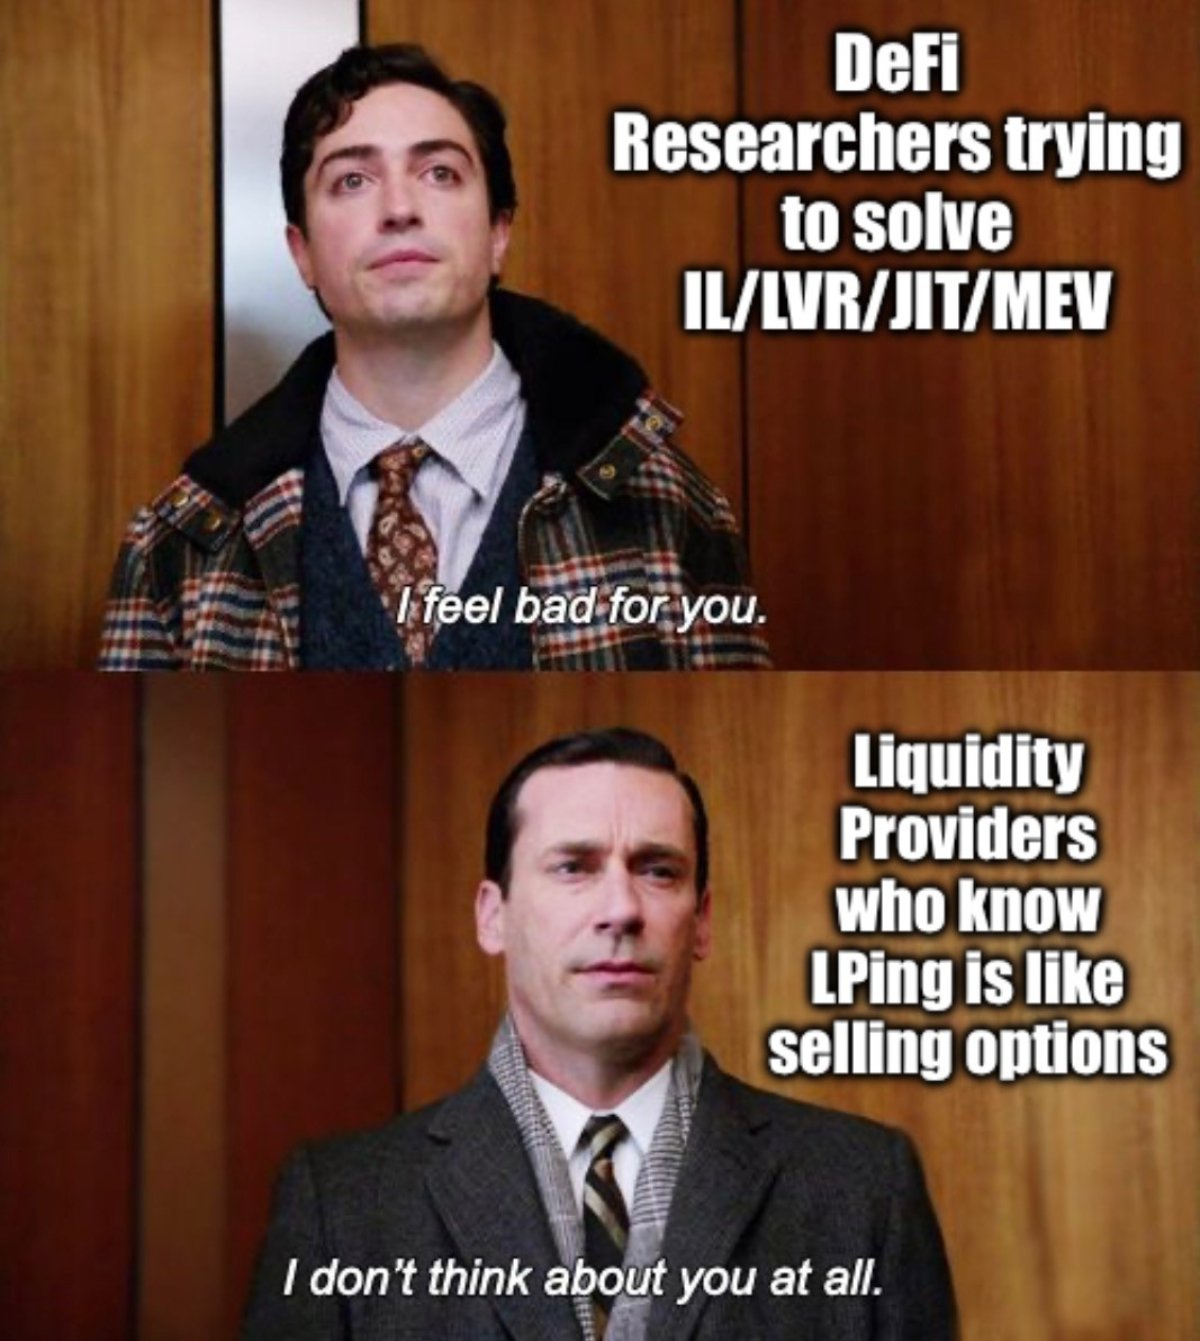 DeFi
Researchers trying
to solve
IL/LVR/JIT/MEV
I feel bad for you.
Liquidity
Providers
who know
LPing is like
selling options
I don't think about you at all.